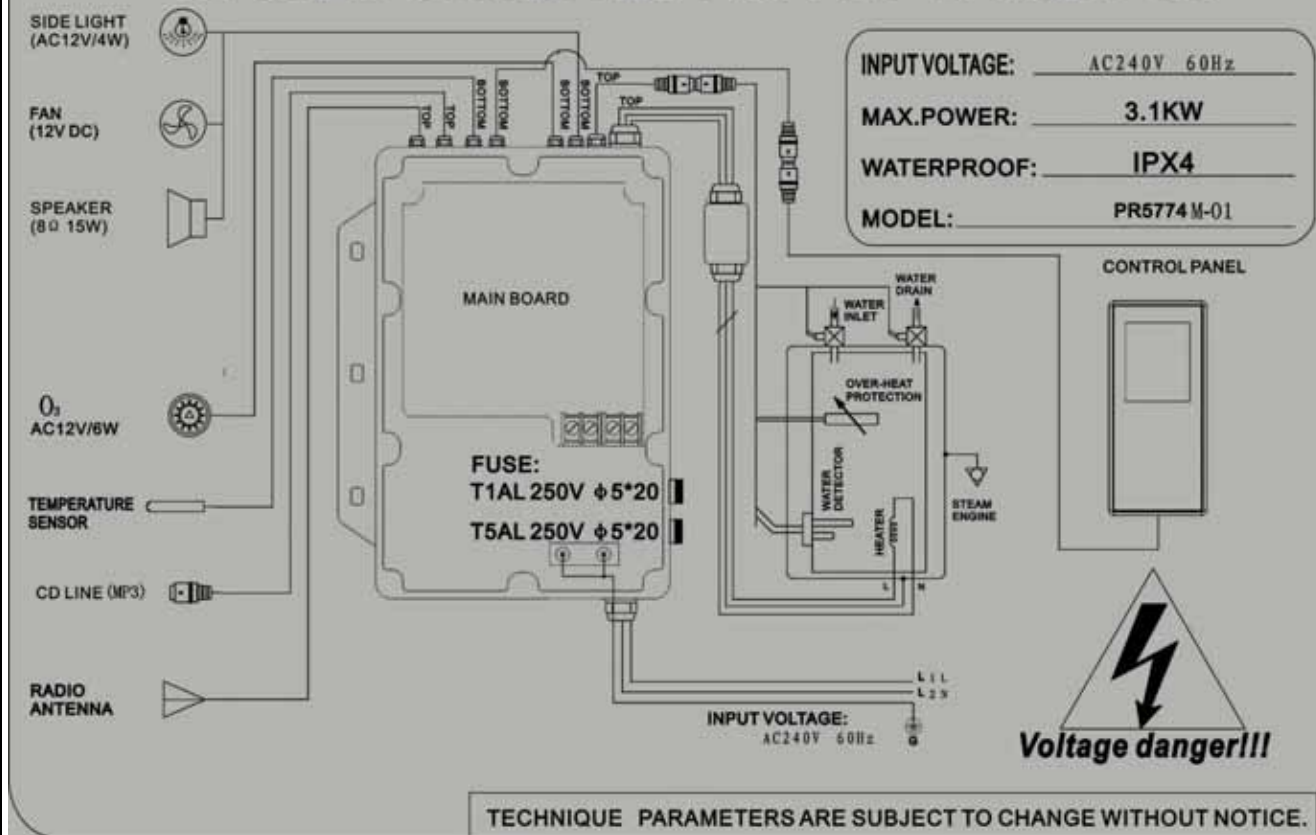 SIDE LIGHT
(AC12V/4W)
FAN
(12V DC)
SPEAKER
(8Ω 15W)
O3
AC12V/6W
TEMPERATURE
SENSOR
CD LINE (MP3)
RADIO
ANTENNA
TOP
TOP
BOTTOM
BOTTOM
BOTTOM
BOTTOM
TOP
TOP
MAIN BOARD
FUSE:
T1AL 250V φ5*20
T5AL 250V φ5*20
INPUT VOLTAGE: AC240V 60Hz
MAX.POWER: 3.1KW
WATERPROOF: IPX4
MODEL: PR5774M-01
CONTROL PANEL
WATER
DRAIN
WATER
INLET
OVER-HEAT
PROTECTION
WATER
DETECTOR
HEATER
L N
STEAM
ENGINE
L 1 L
L 2 N
G
INPUT VOLTAGE:
AC240V 60Hz
Voltage danger!!!
TECHNIQUE PARAMETERS ARE SUBJECT TO CHANGE WITHOUT NOTICE.